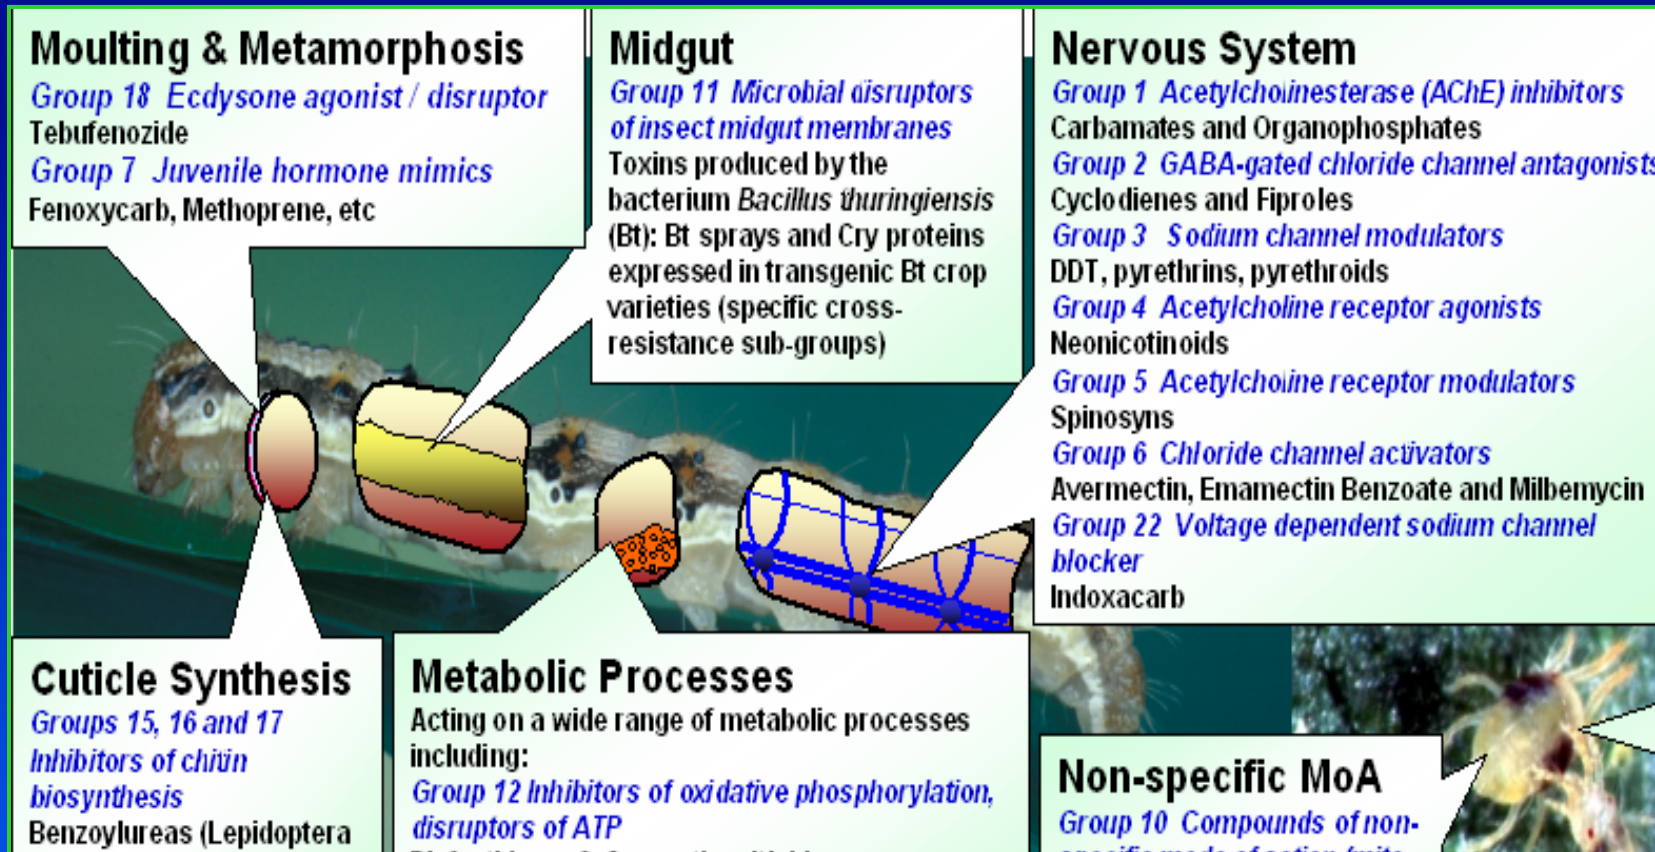 Moulting & Metamorphosis
Group 18 Ecdysone agonist / disruptor
Tebufenozide
Group 7 Juvenile hormone mimics
Fenoxycarb, Methoprene, etc
Midgut
Group 11 Microbial disruptors
of insect midgut membranes
Toxins produced by the
bacterium Bacillus thuringiensis
(Bt): Bt sprays and Cry proteins
expressed in transgenic Bt crop
varieties (specific cross-
resistance sub-groups)
Nervous System
Group 1 Acetylcholinesterase (AChE) inhibitors
Carbamates and Organophosphates
Group 2 GABA-gated chloride channel antagonists
Cyclodienes and Fiproles
Group 3 Sodium channel modulators
DDT, pyrethrins, pyrethroids
Group 4 Acetylcholine receptor agonists
Neonicotinoids
Group 5 Acetylcholine receptor modulators
Spinosyns
Group 6 Chloride channel activators
Avermectin, Emamectin Benzoate and Milbemycin
Group 22 Voltage dependent sodium channel
blocker
Indoxacarb
Cuticle Synthesis
Groups 15, 16 and 17
Inhibitors of chitin
biosynthesis
Benzoylureas (Lepidoptera
Metabolic Processes
Acting on a wide range of metabolic processes
including:
Group 12 Inhibitors of oxidative phosphorylation,
disruptors of ATP
Non-specific MoA
Group 10 Compounds of non-